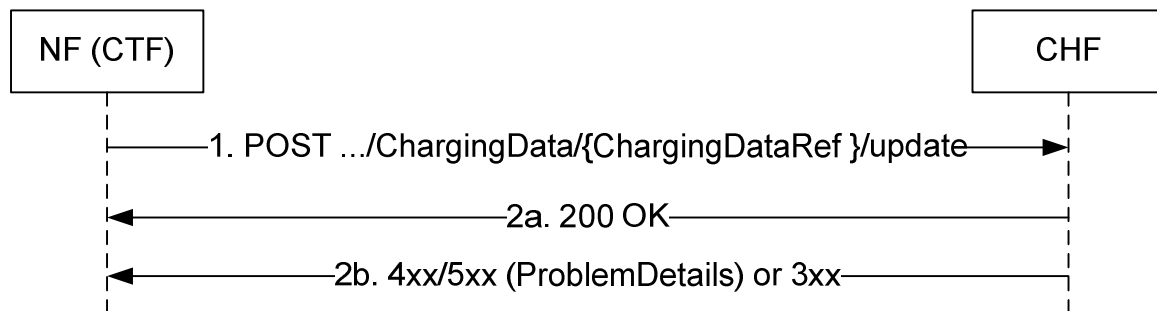 NF (CTF)
CHF
1. POST .../ChargingData/{ChargingDataRef }/update
2a. 200 OK
2b. 4xx/5xx (ProblemDetails) or 3xx